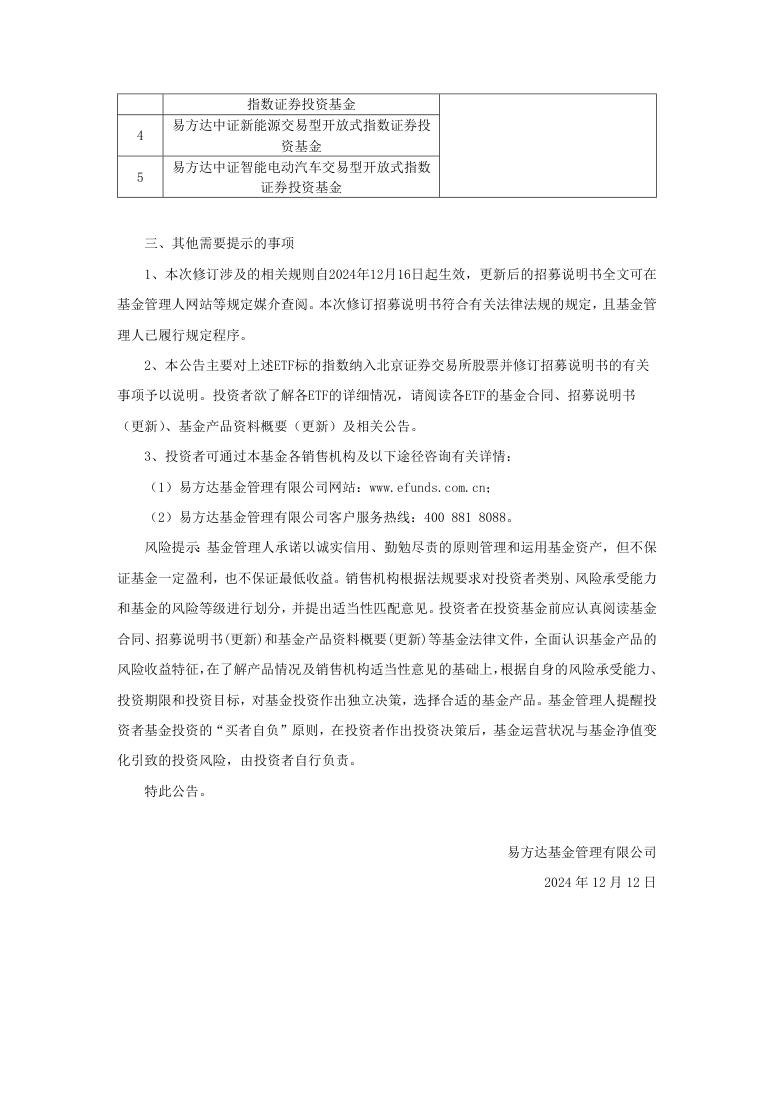 指数证券投资基金
4
易方达中证新能源交易型开放式指数证券投
资基金
5
易方达中证智能电动汽车交易型开放式指数
证券投资基金
三、其他需要提示的事项
1、本次修订涉及的相关规则自2024年12月16日起生效，更新后的招募说明书全文可在
基金管理人网站等规定媒介查阅。本次修订招募说明书符合有关法律法规的规定，且基金管
理人已履行规定程序。
2、本公告主要对上述ETF标的指数纳入北京证券交易所股票并修订招募说明书的有关
事项予以说明。投资者欲了解各ETF的详细情况，请阅读各ETF的基金合同、招募说明书
（更新）、基金产品资料概要（更新）及相关公告。
3、投资者可通过本基金各销售机构及以下途径咨询有关详情：
（1）易方达基金管理有限公司网站：www.efunds.com.cn；
（2）易方达基金管理有限公司客户服务热线：400 881 8088。
风险提示：基金管理人承诺以诚实信用、勤勉尽责的原则管理和运用基金资产，但不保
证基金一定盈利，也不保证最低收益。销售机构根据法规要求对投资者类别、风险承受能力
和基金的风险等级进行划分，并提出适当性匹配意见。投资者在投资基金前应认真阅读基金
合同、招募说明书(更新)和基金产品资料概要(更新)等基金法律文件，全面认识基金产品的
风险收益特征，在了解产品情况及销售机构适当性意见的基础上，根据自身的风险承受能力、
投资期限和投资目标，对基金投资作出独立决策，选择合适的基金产品。基金管理人提醒投
资者基金投资的“买者自负”原则，在投资者作出投资决策后，基金运营状况与基金净值变
化引致的投资风险，由投资者自行负责。
特此公告。
易方达基金管理有限公司
2024 年 12 月 12 日